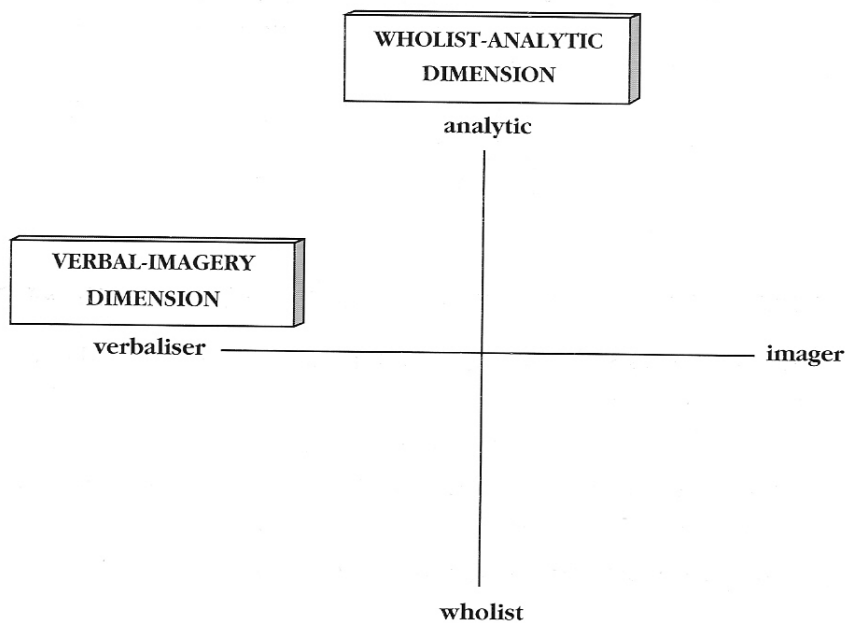 WHOLIST-ANALYTIC
DIMENSION
analytic
VERBAL-IMAGERY
DIMENSION
verbaliser
imager
wholist